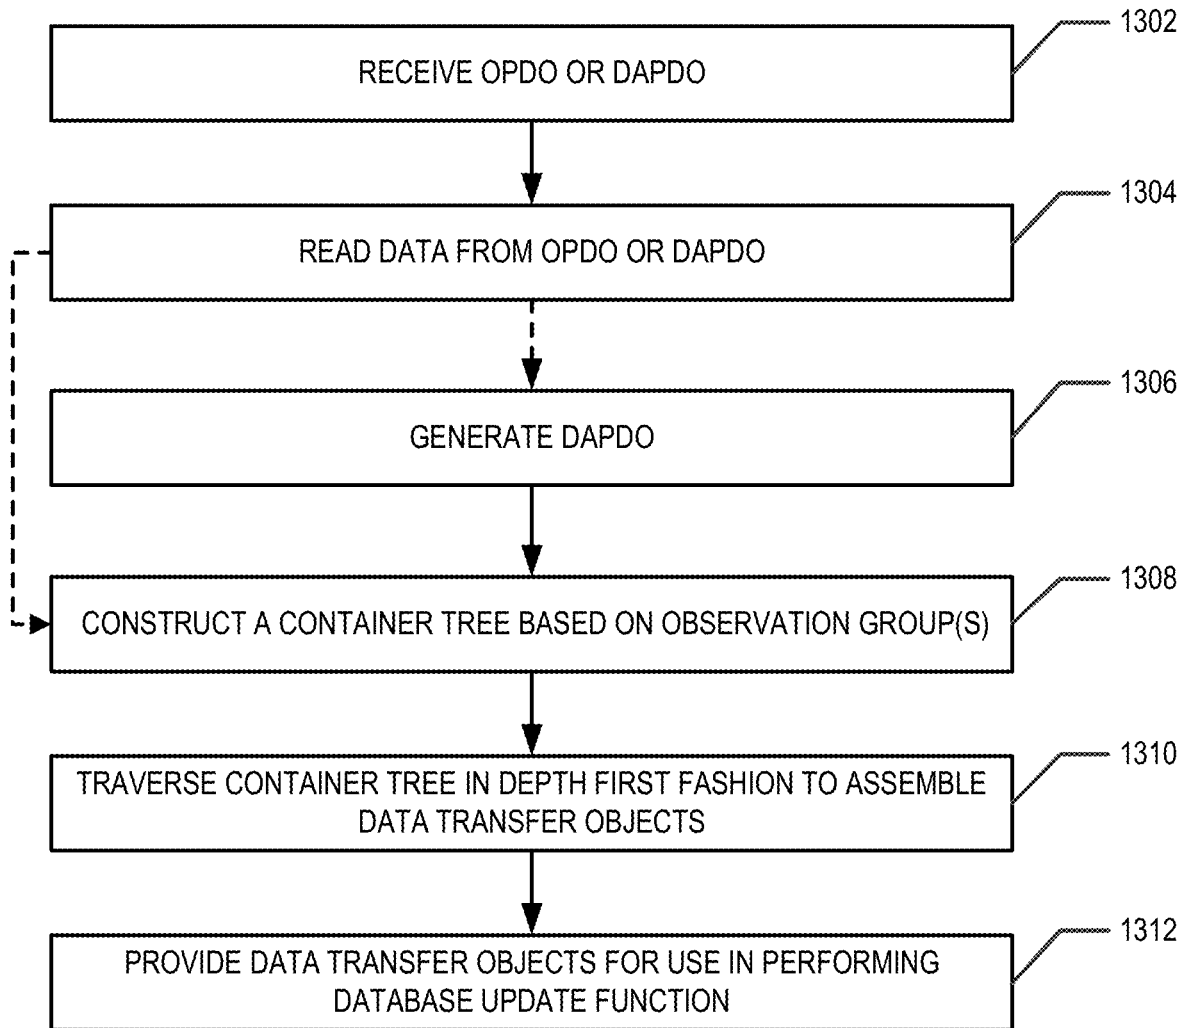 1302
RECEIVE OPDO OR DAPDO
1304
READ DATA FROM OPDO OR DAPDO
1306
GENERATE DAPDO
1308
CONSTRUCT A CONTAINER TREE BASED ON OBSERVATION GROUP(S)
1310
TRAVERSE CONTAINER TREE IN DEPTH FIRST FASHION TO ASSEMBLE
DATA TRANSFER OBJECTS
1312
PROVIDE DATA TRANSFER OBJECTS FOR USE IN PERFORMING
DATABASE UPDATE FUNCTION